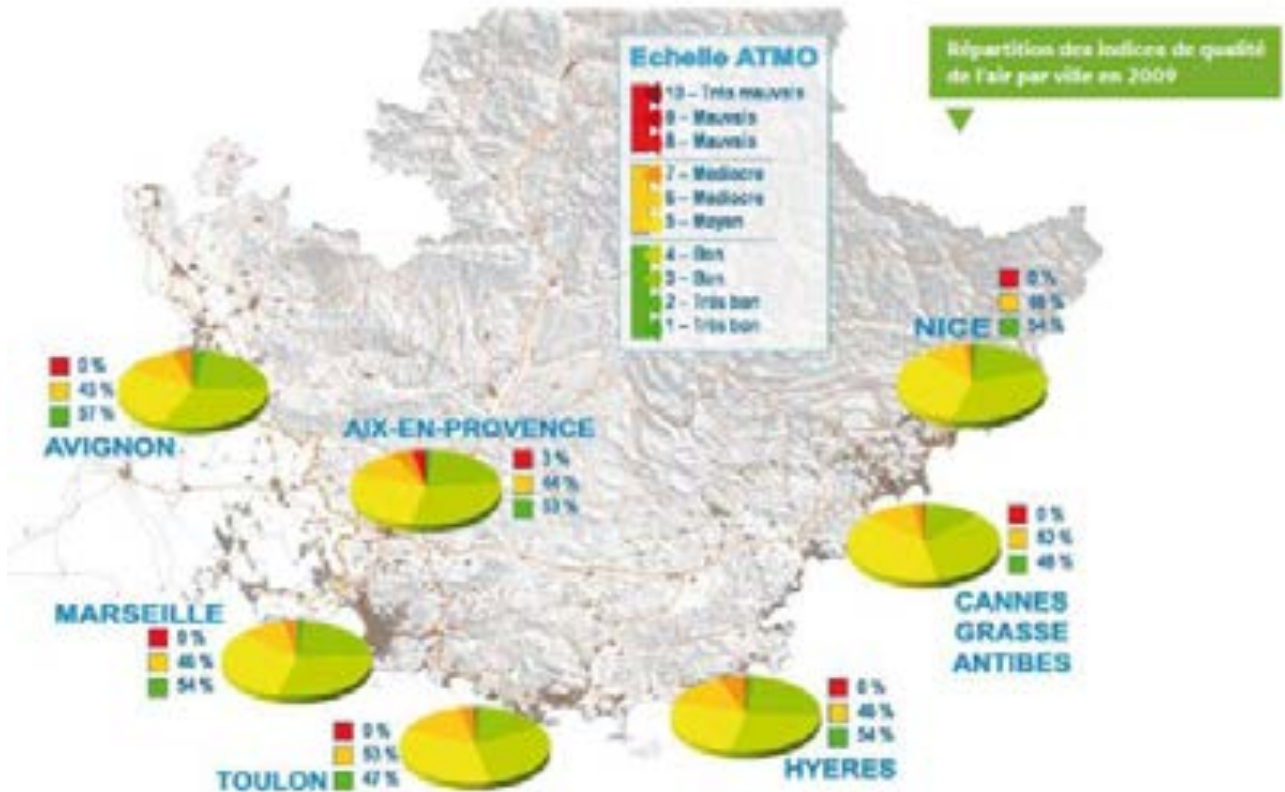 Répartition des indices de qualité
de l'air par ville en 2009
Echelle ATMO
10 – Très mauvais
9 – Mauvais
8 – Mauvais
7 – Médiocre
6 – Médiocre
5 – Moyen
4 – Bon
3 – Bon
2 – Très bon
1 – Très bon
0 %
46 %
54 %
NICE
0 %
43 %
57 %
AVIGNON
AIX-EN-PROVENCE
3 %
44 %
53 %
0 %
48 %
CANNES
GRASSE
ANTIBES
MARSEILLE
0 %
46 %
54 %
0 %
53 %
47 %
TOULON
0 %
46 %
54 %
HYERES